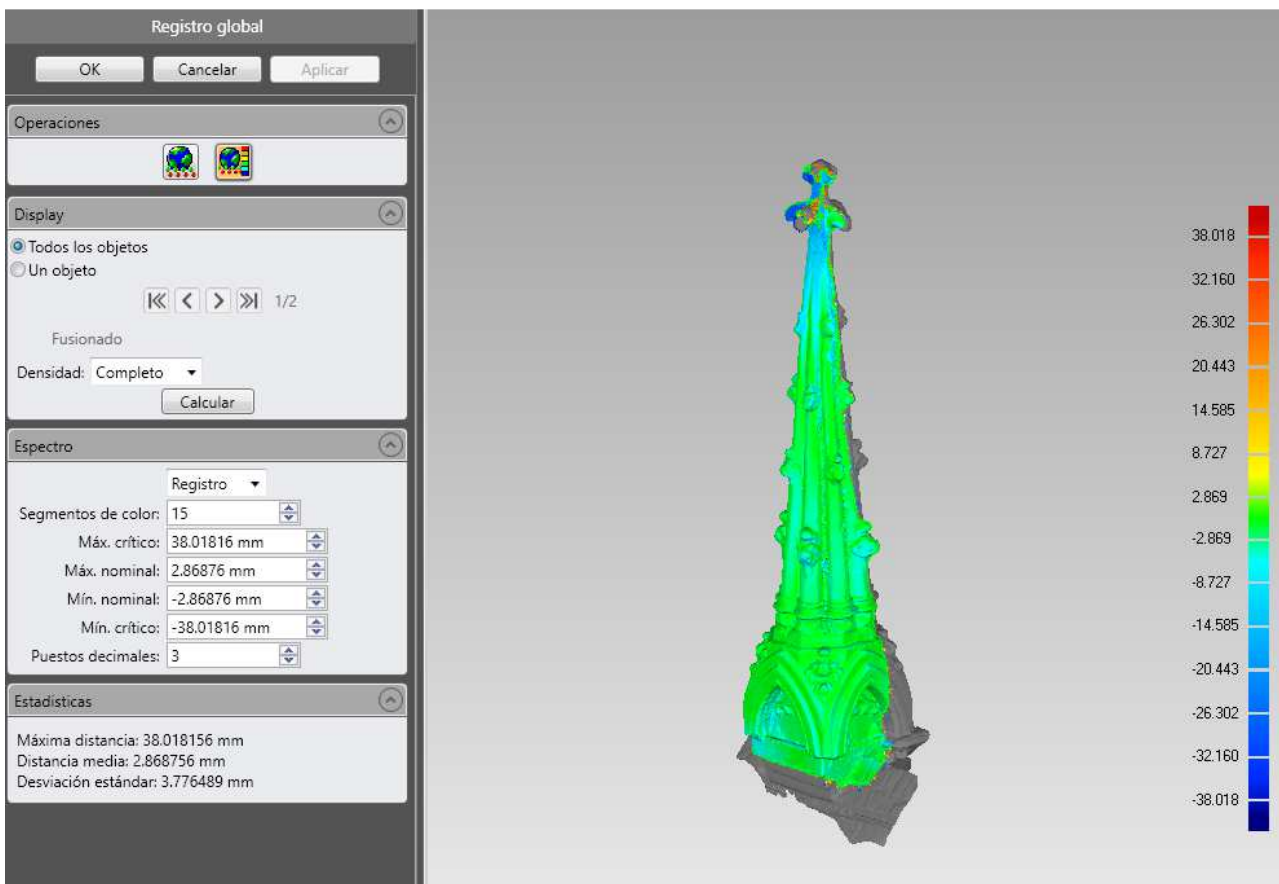 Registro global
OK Cancelar Aplicar
Operaciones
Display
Todos los objetos
Un objeto
1/2
Fusionado
Densidad: Completo
Calcular
Espectro
Registro
Segmentos de color: 15
Máx. crítico: 38.01816 mm
Máx. nominal: 2.86876 mm
Mín. nominal: -2.86876 mm
Mín. crítico: -38.01816 mm
Puestos decimales: 3
Estadísticas
Máxima distancia: 38.018156 mm
Distancia media: 2.868756 mm
Desviación estándar: 3.776489 mm
38.018
32.160
26.302
20.443
14.585
8.727
2.869
-2.869
-8.727
-14.585
-20.443
-26.302
-32.160
-38.018